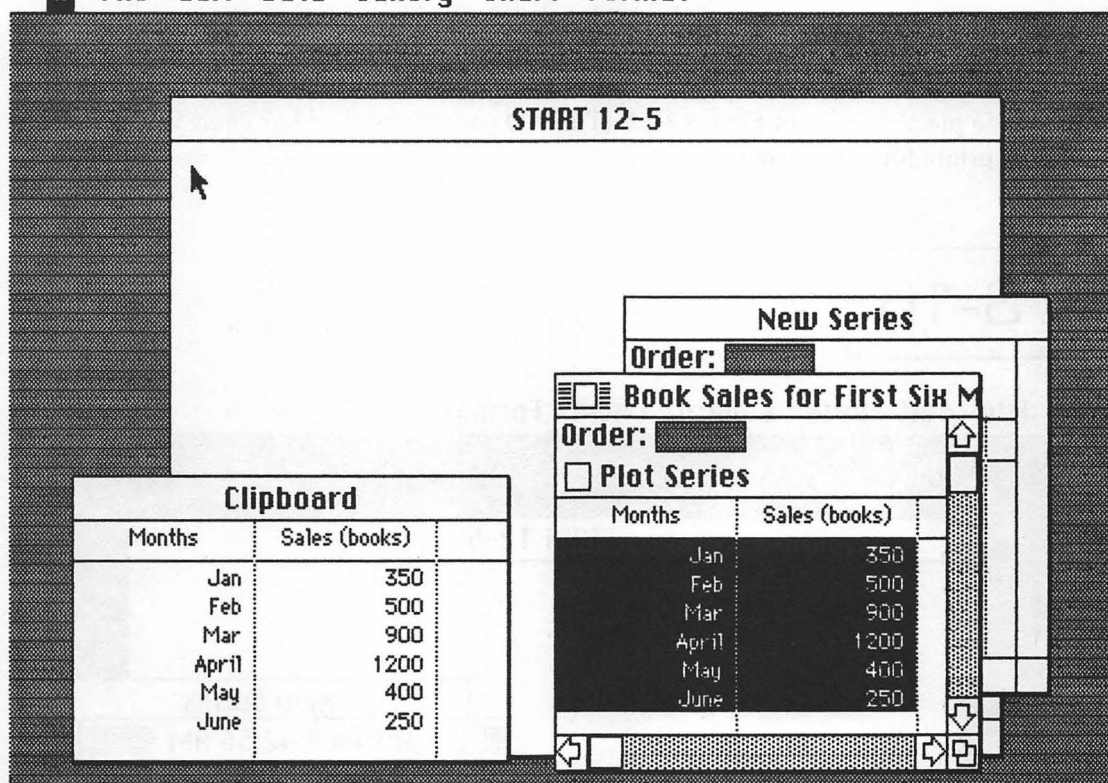 START 12-5
New Series
Order:
Book Sales for First Six M
Order:
Plot Series
Months Sales (books)
Jan 350
Feb 500
Mar 900
April 1200
May 400
June 250
Clipboard
Months Sales (books)
Jan 350
Feb 500
Mar 900
April 1200
May 400
June 250